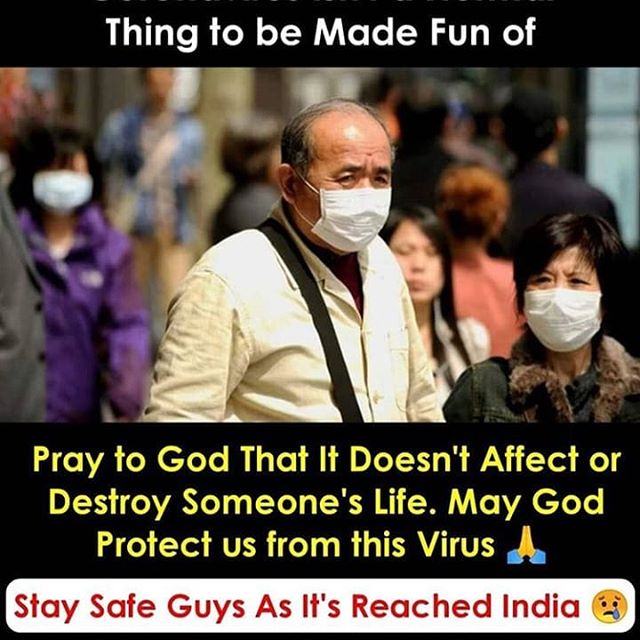 Thing to be Made Fun of
Pray to God That It Doesn't Affect or
Destroy Someone's Life. May God
Protect us from this Virus 🙏
Stay Safe Guys As It's Reached India 😢